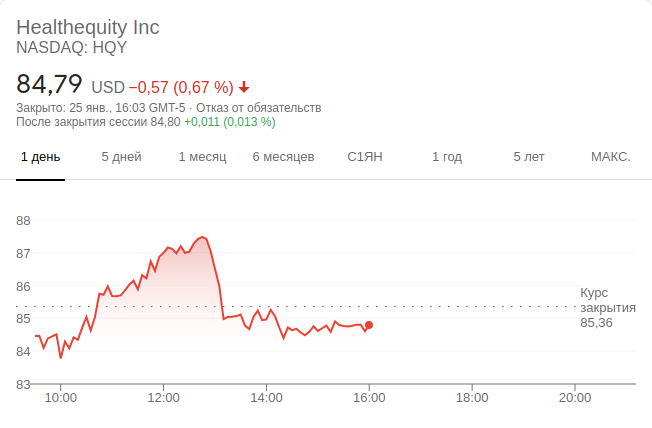 Healthequity Inc
NASDAQ: HQY
84,79 USD −0,57 (0,67 %)
Закрыто: 25 янв., 16:03 GMT-5 · Отказ от обязательств
После закрытия сессии 84,80 +0,011 (0,013 %)
1 день 5 дней 1 месяц 6 месяцев С1ЯН 1 год 5 лет МАКС.
88
87
86
85
84
83
Курс
закрытия
85,36
10:00 12:00 14:00 16:00 18:00 20:00